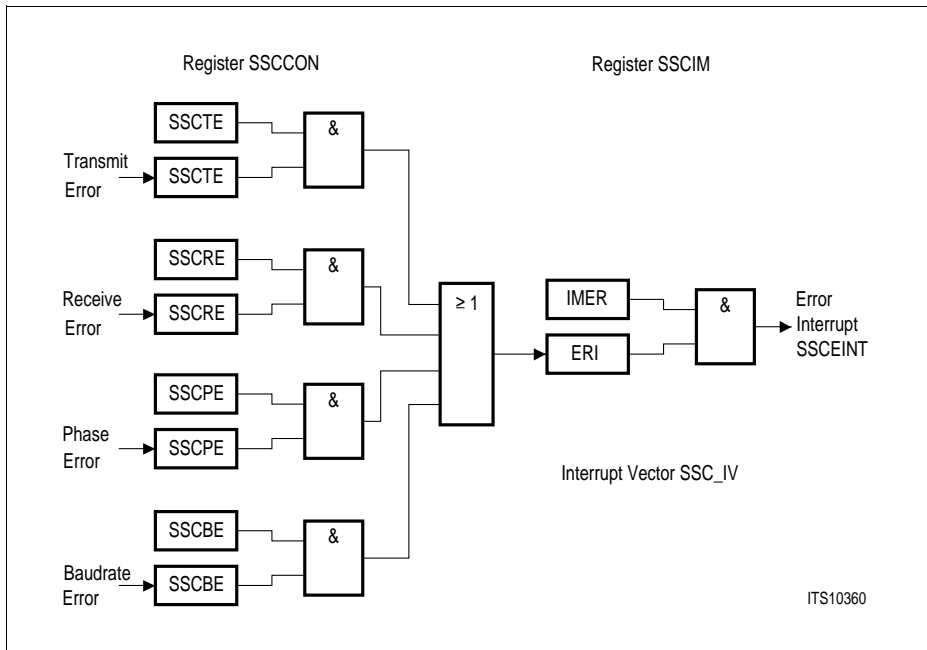 Register SSCCON
Register SSCIM
SSCTE
&
Transmit
Error
SSCTE
SSCRE
&
Receive
Error
SSCRE
≥ 1
IMER
&
Error
Interrupt
SSCEINT
ERI
SSCPE
&
Phase
Error
SSCPE
Interrupt Vector SSC_IV
SSCBE
&
Baudrate
Error
SSCBE
ITS10360